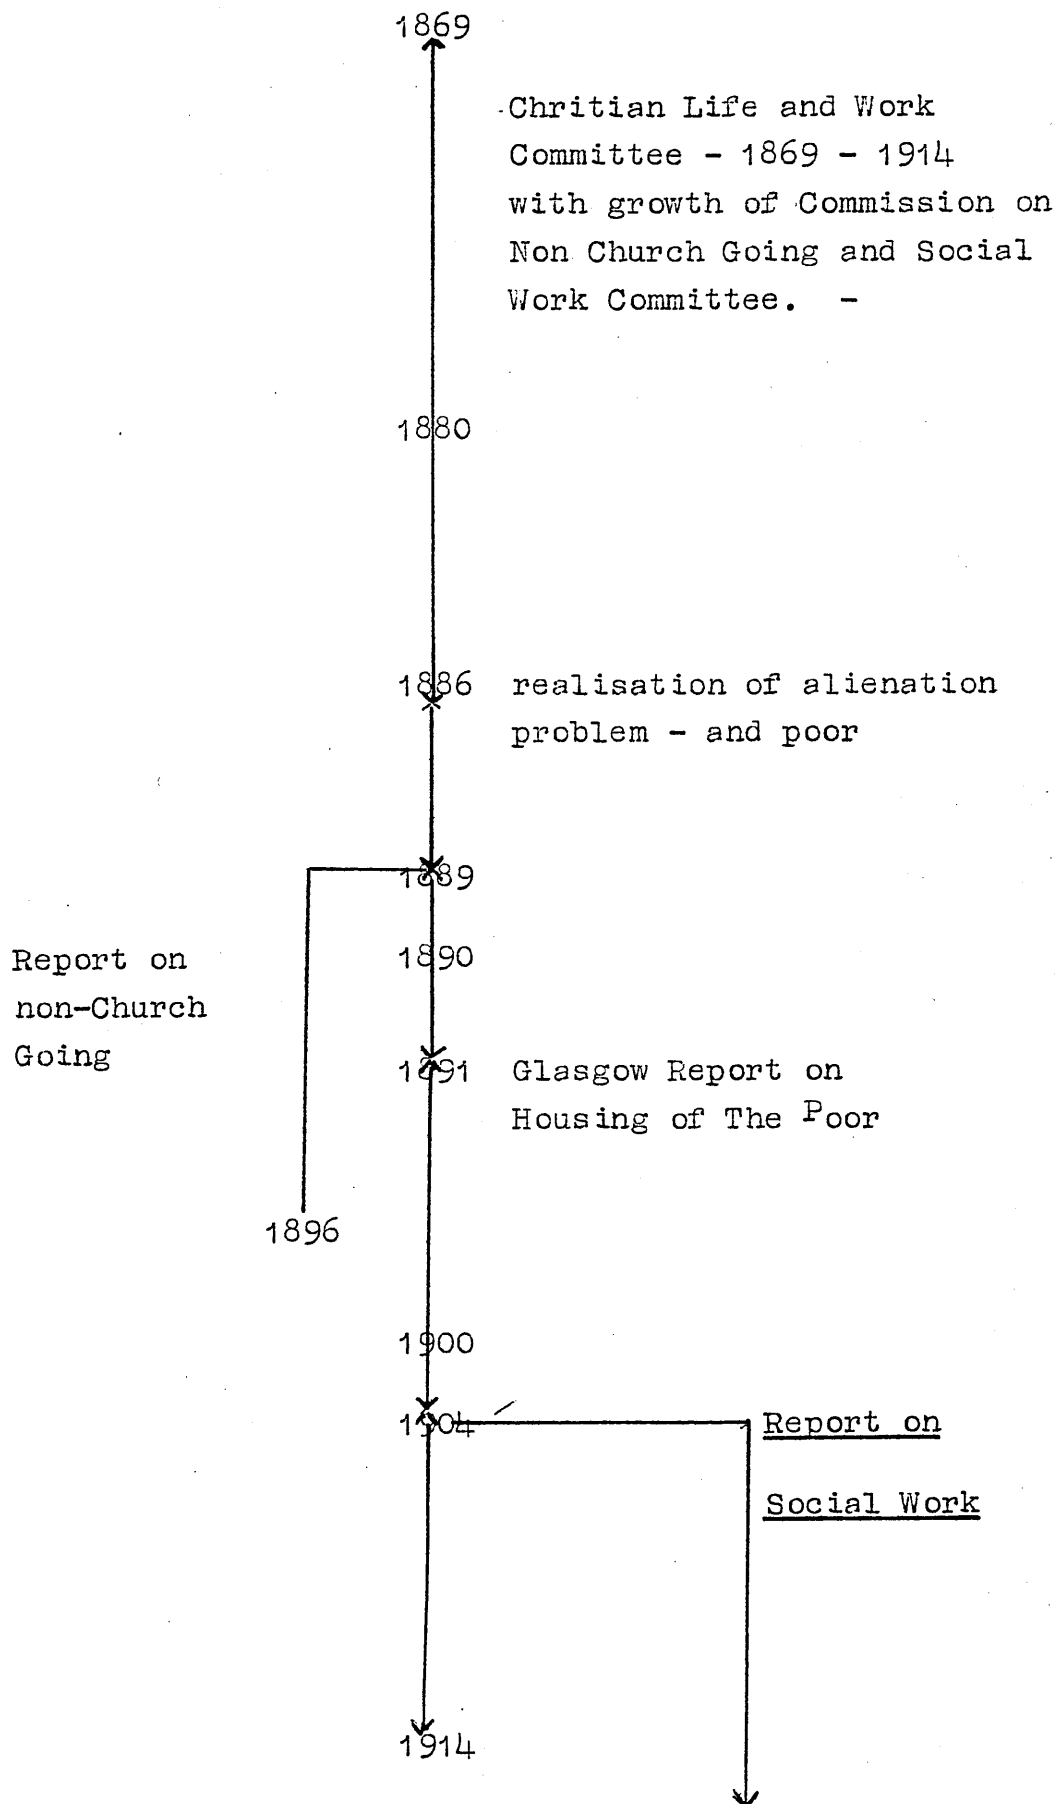 1869
Chritian Life and Work
Committee - 1869 - 1914
with growth of Commission on
Non Church Going and Social
Work Committee. -
1880
1886 realisation of alienation
problem - and poor
1889
Report on
non-Church
Going
1890
1891 Glasgow Report on
Housing of The Poor
1896
1900
1904
Report on
Social Work
1914